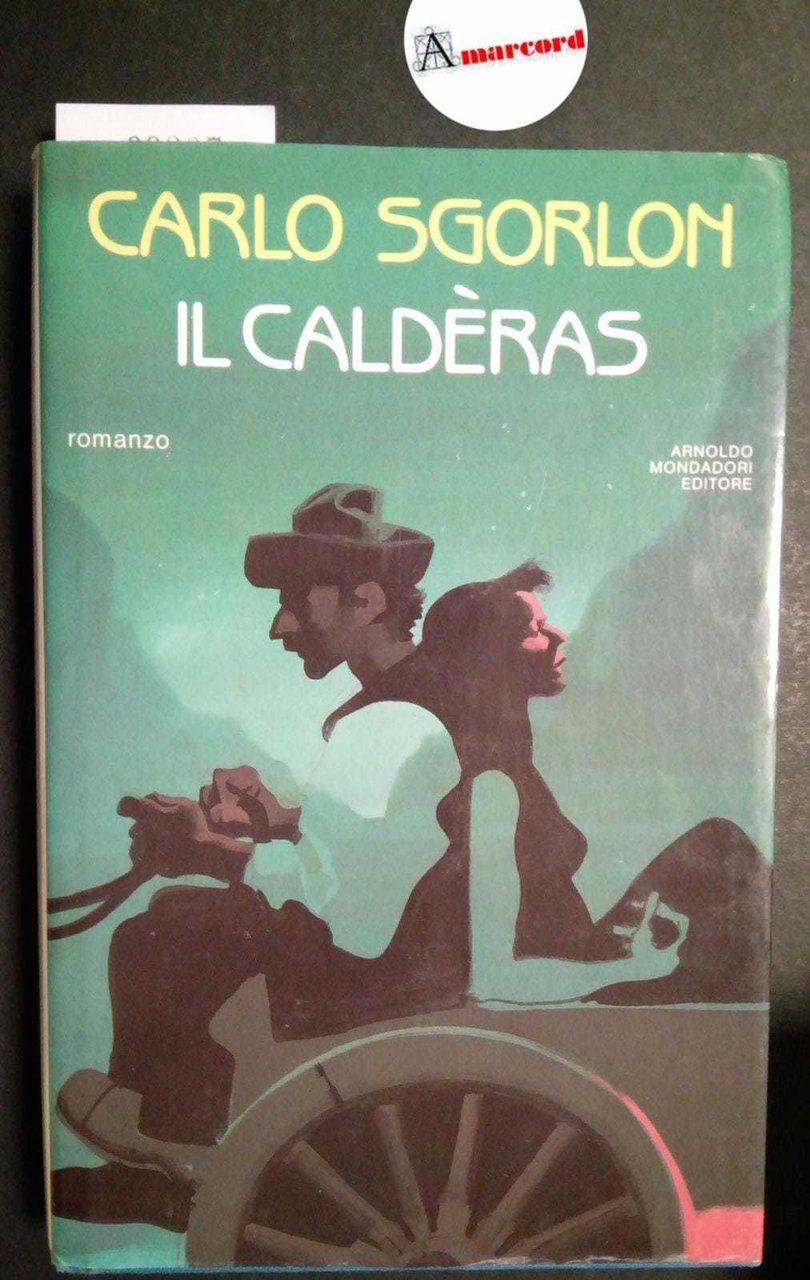 Amarcord
CARLO SGORLON
IL CALDÈRAS
romanzo
ARNOLDO
MONDADORI
EDITORE